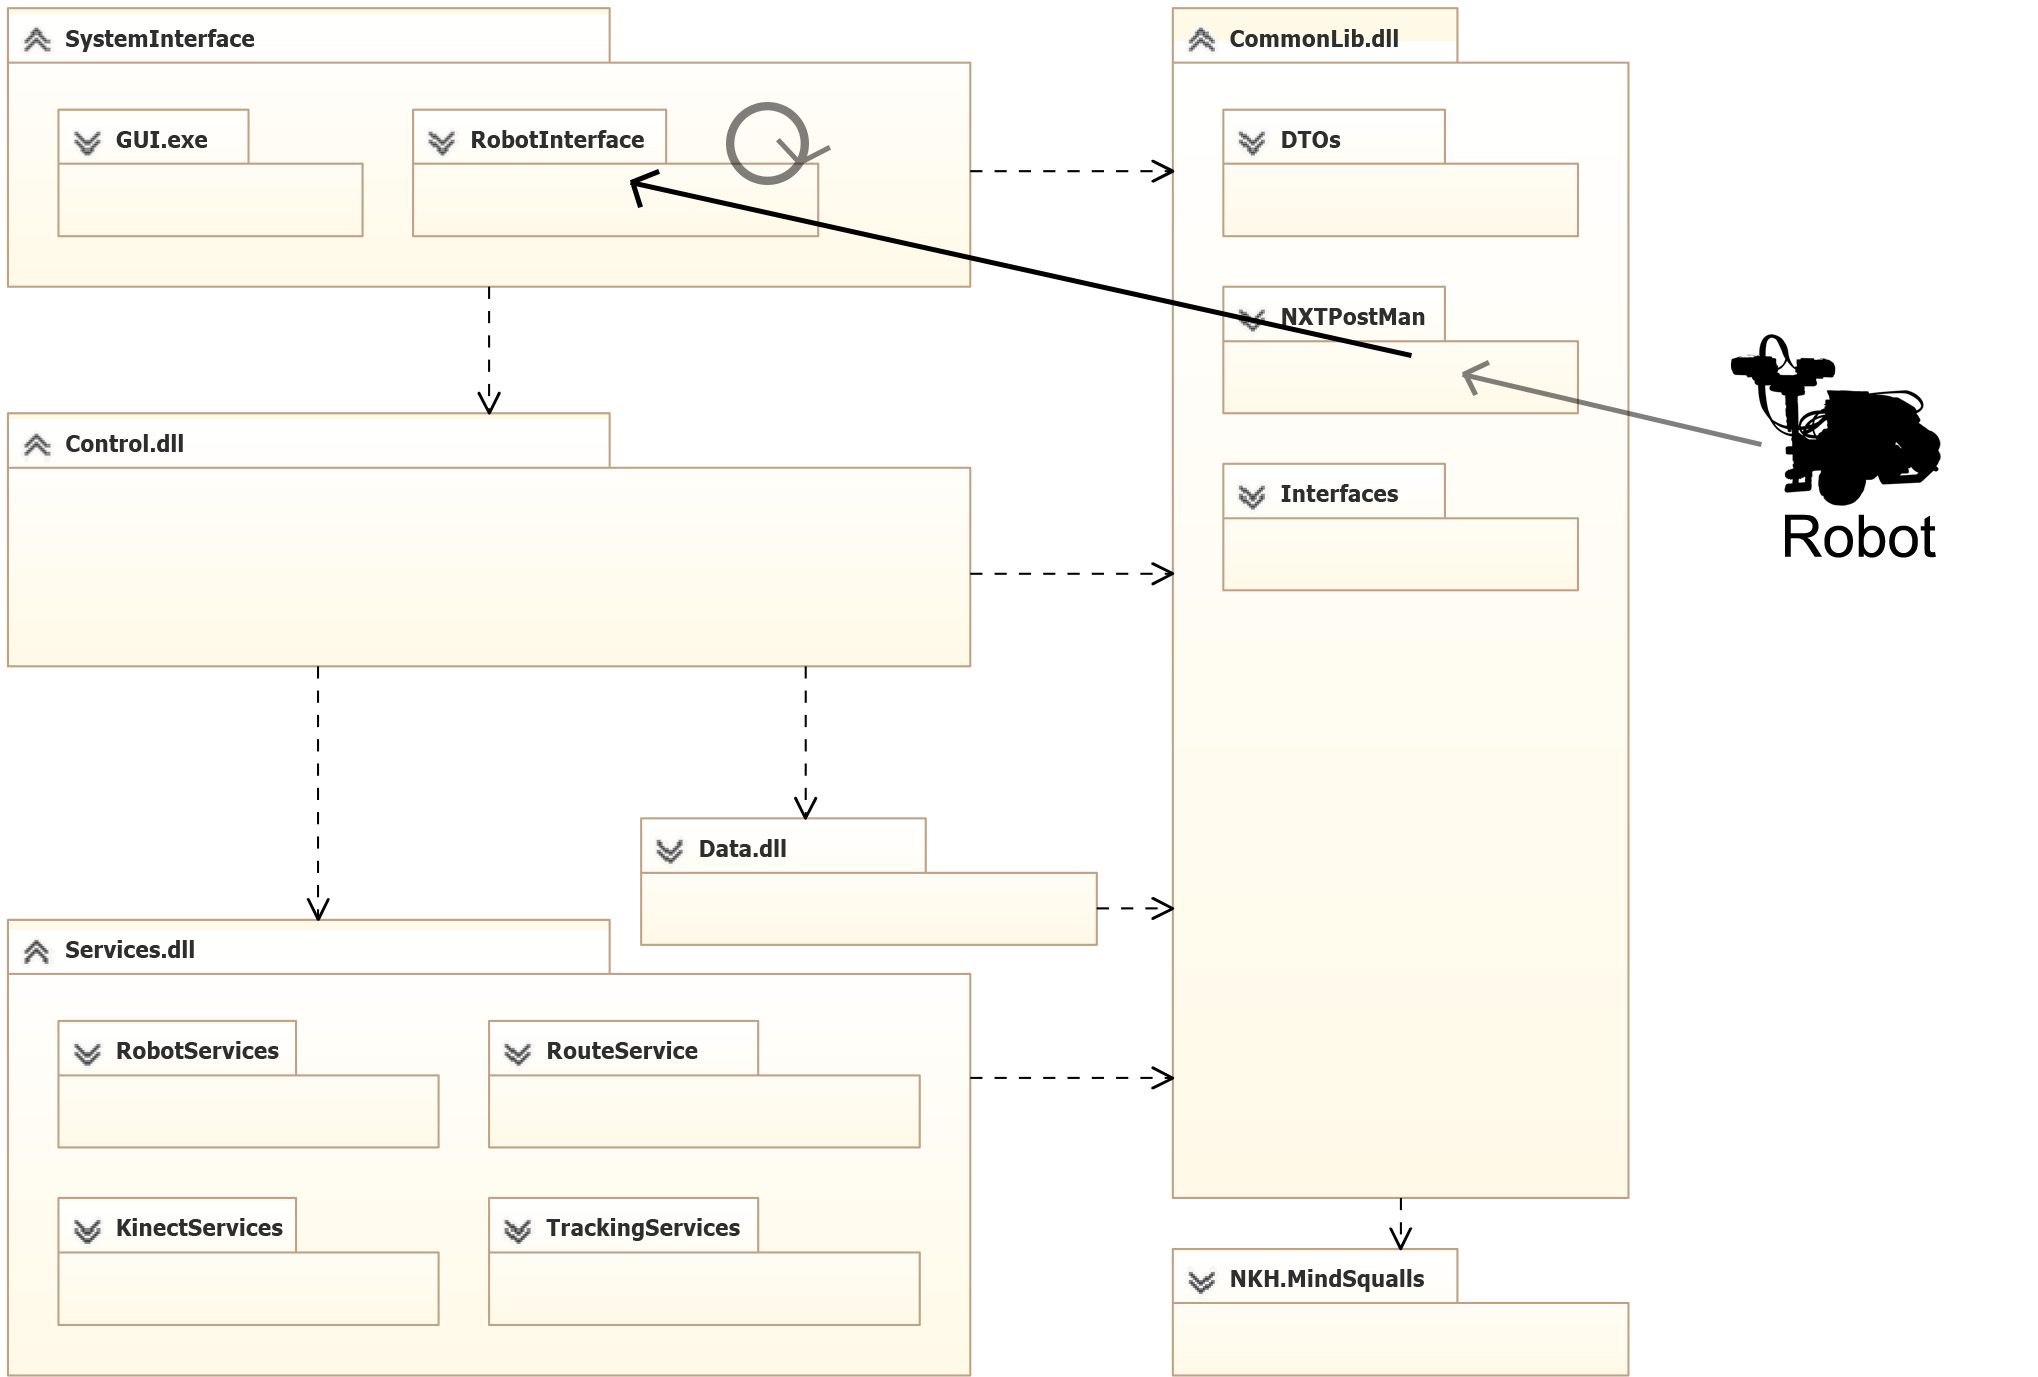 SystemInterface
GUI.exe
RobotInterface
CommonLib.dll
DTOs
NXTPostMan
Interfaces
Robot
Control.dll
Data.dll
Services.dll
RobotServices
RouteService
KinectServices
TrackingServices
NKH.MindSqualls